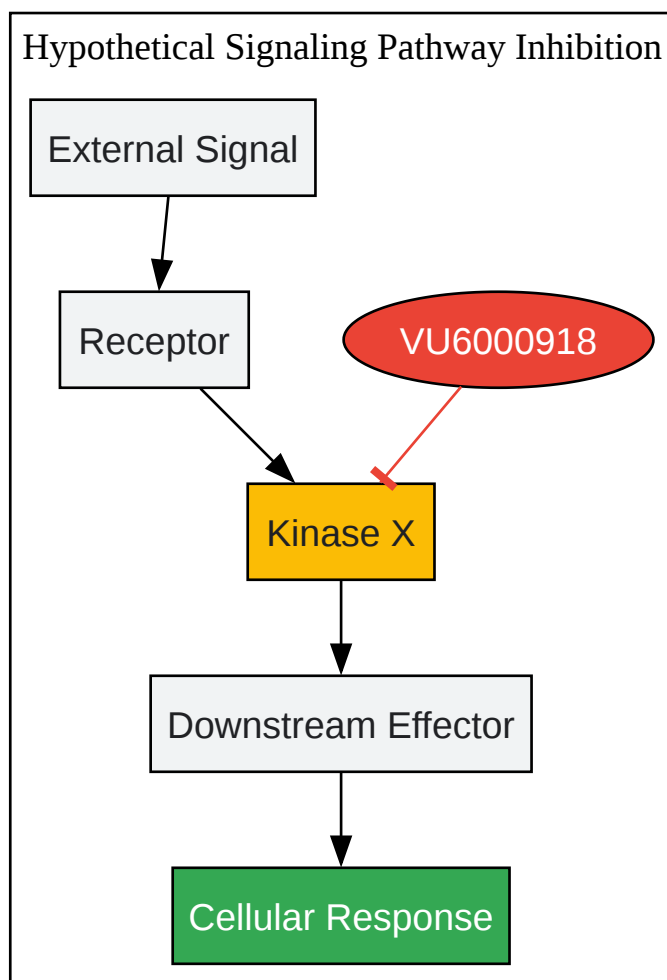 Hypothetical Signaling Pathway Inhibition
External Signal
Receptor
VU6000918
Kinase X
Downstream Effector
Cellular Response